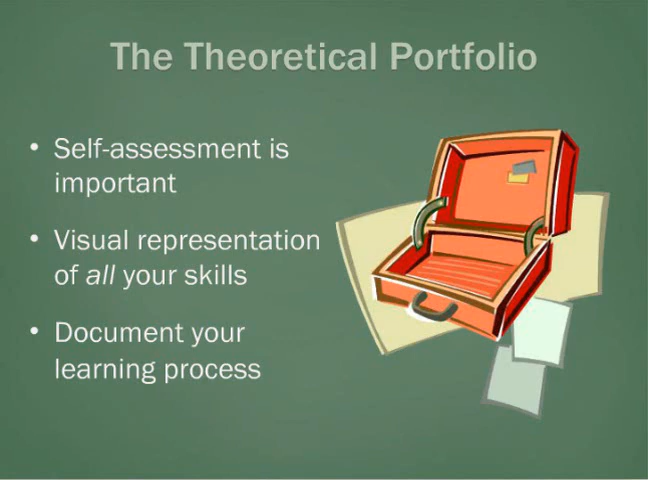 The Theoretical Portfolio
• Self-assessment is
important
• Visual representation
of all your skills
• Document your
learning process